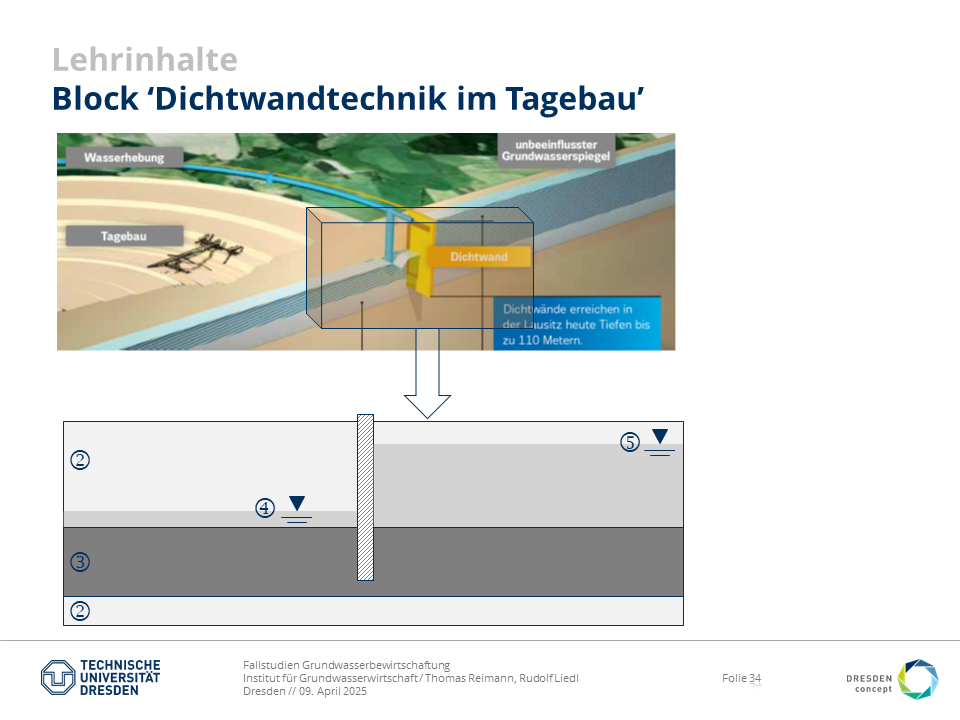 Lehrinhalte
Block ‘Dichtwandtechnik im Tagebau’
Wasserhebung
unbeeinflusster
Grundwasserspiegel
Tagebau
Dichtwand
Dichtwände erreichen in
der Lausitz heute Tiefen bis
zu 110 Metern.
⑤
②
④
③
②
TECHNISCHE
UNIVERSITÄT
DRESDEN
Fallstudien Grundwasserbewirtschaftung
Institut für Grundwasserwirtschaft / Thomas Reimann, Rudolf Liedl
Dresden // 09. April 2025
Folie 34
DRESDEN
concept